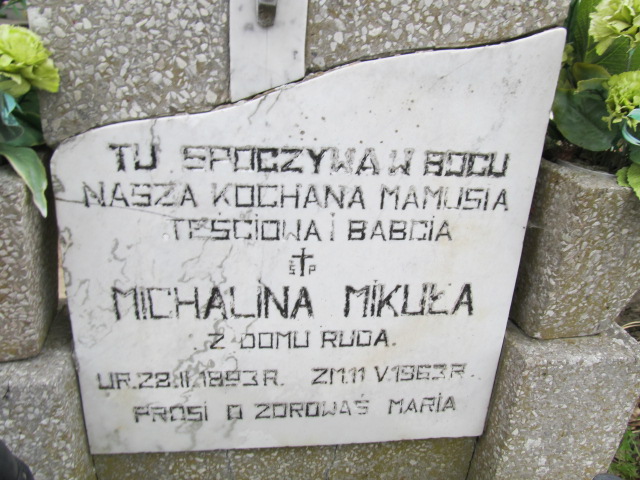 TU SPOCZYWA W BOGU
NASZA KOCHANA MAMUSIA
TEŚCIOWA I BABCIA
Ś P
MICHALINA MIKUŁA
Z DOMU RUDA.
UR. 28.II.1893 R. ZM. 11 V. 1963 R.
PROSI O ZDROWAŚ MARIA